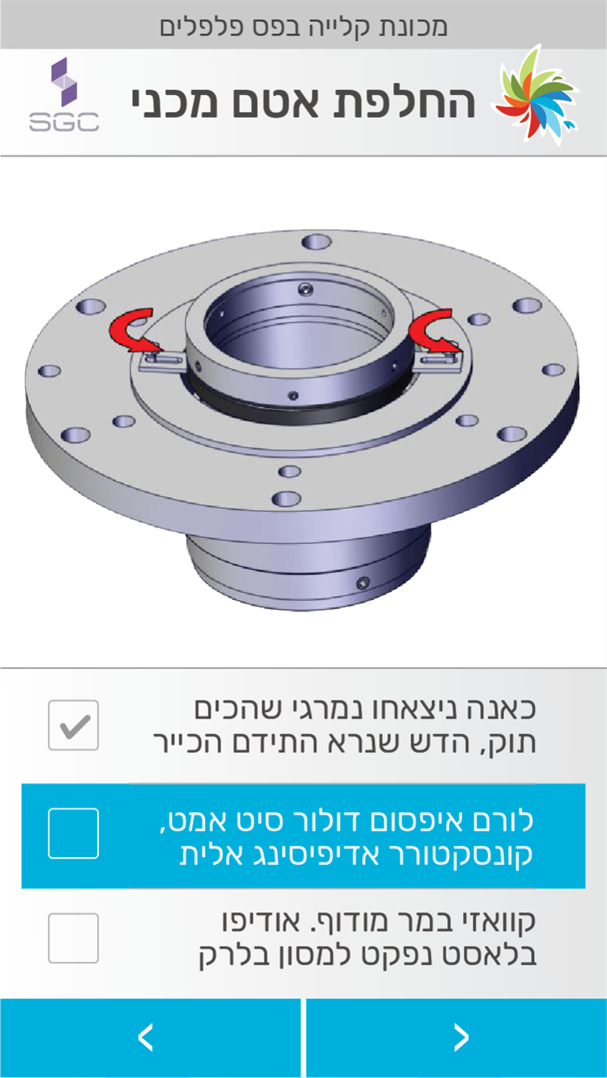 מכונת קלייה בפס פלפלים
החלפת אטם מכני
SGC
כאנה ניצאחו נמרגי שהכים
תוק, הדש שנרא התידם הכייר
לורם איפסום דולור סיט אמט,
קונסקטורר אדיפיסינג אלית
קוואזי במר מודוף. אודיפו
בלאסט נפקט למסון בלרק